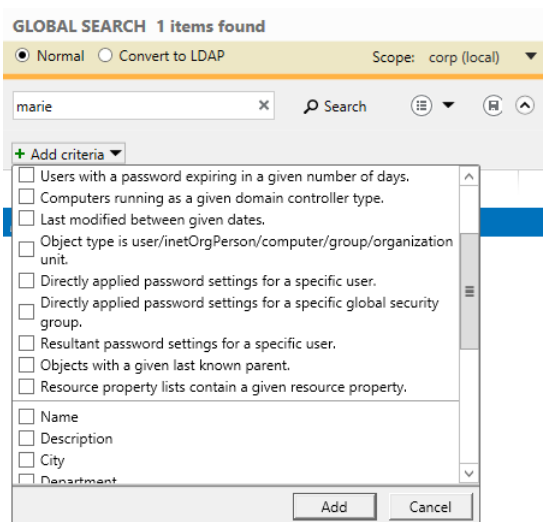 GLOBAL SEARCH 1 items found
Normal Convert to LDAP Scope: corp (local)
marie × Search
+ Add criteria
Users with a password expiring in a given number of days.
Computers running as a given domain controller type.
Last modified between given dates.
Object type is user/inetOrgPerson/computer/group/organization
unit.
Directly applied password settings for a specific user.
Directly applied password settings for a specific global security
group.
Resultant password settings for a specific user.
Objects with a given last known parent.
Resource property lists contain a given resource property.
Name
Description
City
Department
Add Cancel